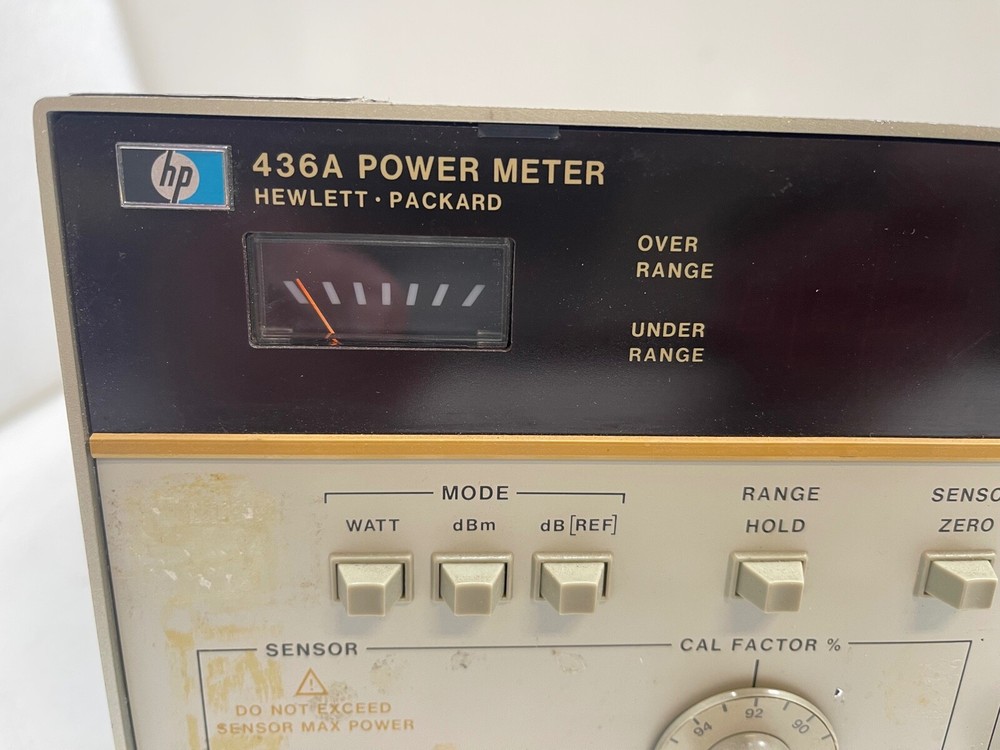 hp
436A POWER METER
HEWLETT · PACKARD
OVER
RANGE
UNDER
RANGE
MODE
WATT dBm dB [REF]
RANGE
HOLD
SENSO
ZERO
SENSOR
CAL FACTOR %
DO NOT EXCEED
SENSOR MAX POWER
94 92 90